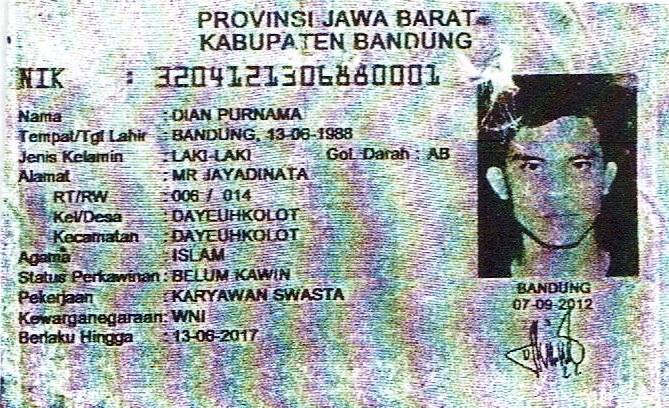 PROVINSI JAWA BARAT
KABUPATEN BANDUNG
NIK : 3204121306880001
Nama : DIAN PURNAMA
Tempat/Tgl Lahir : BANDUNG, 13-06-1988
Jenis Kelamin : LAKI-LAKI Gol. Darah : AB
Alamat : MR JAYADINATA
RT/RW : 006 / 014
Kel/Desa : DAYEUHKOLOT
Kecamatan : DAYEUHKOLOT
Agama : ISLAM
Status Perkawinan : BELUM KAWIN
Pekerjaan : KARYAWAN SWASTA
Kewarganegaraan: WNI
Berlaku Hingga : 13-06-2017
BANDUNG
07-09-2012